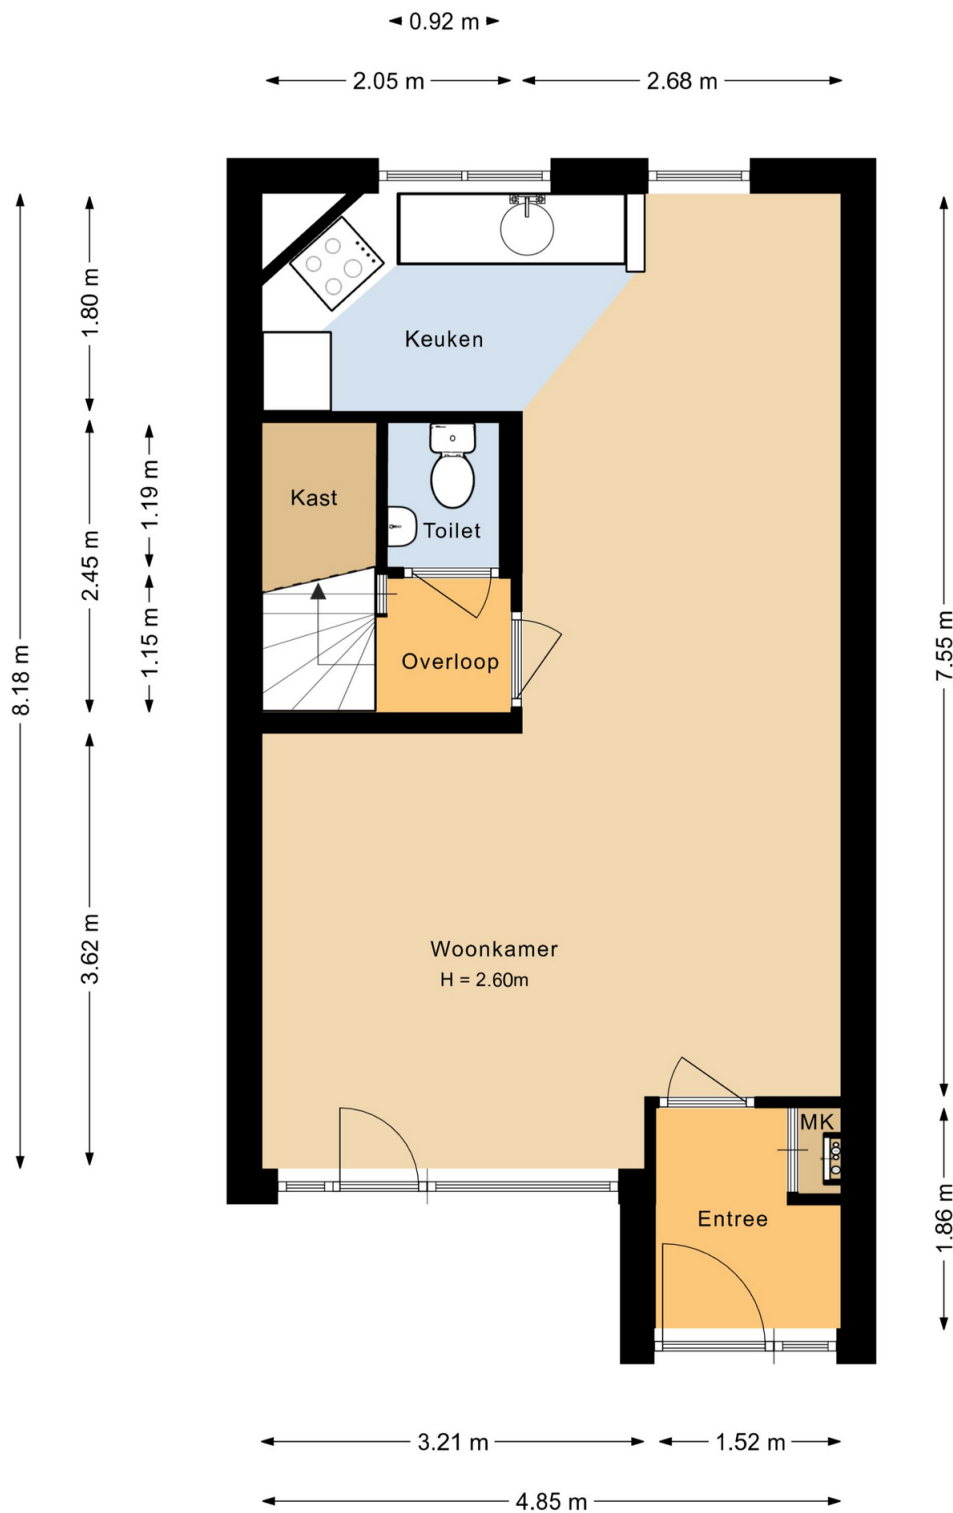 0.92 m
2.05 m
2.68 m
1.80 m
Keuken
2.45 m
1.19 m
Kast
Toilet
1.15 m
Overloop
8.18 m
7.55 m
3.62 m
Woonkamer
H = 2.60m
MK
Entree
1.86 m
3.21 m
1.52 m
4.85 m